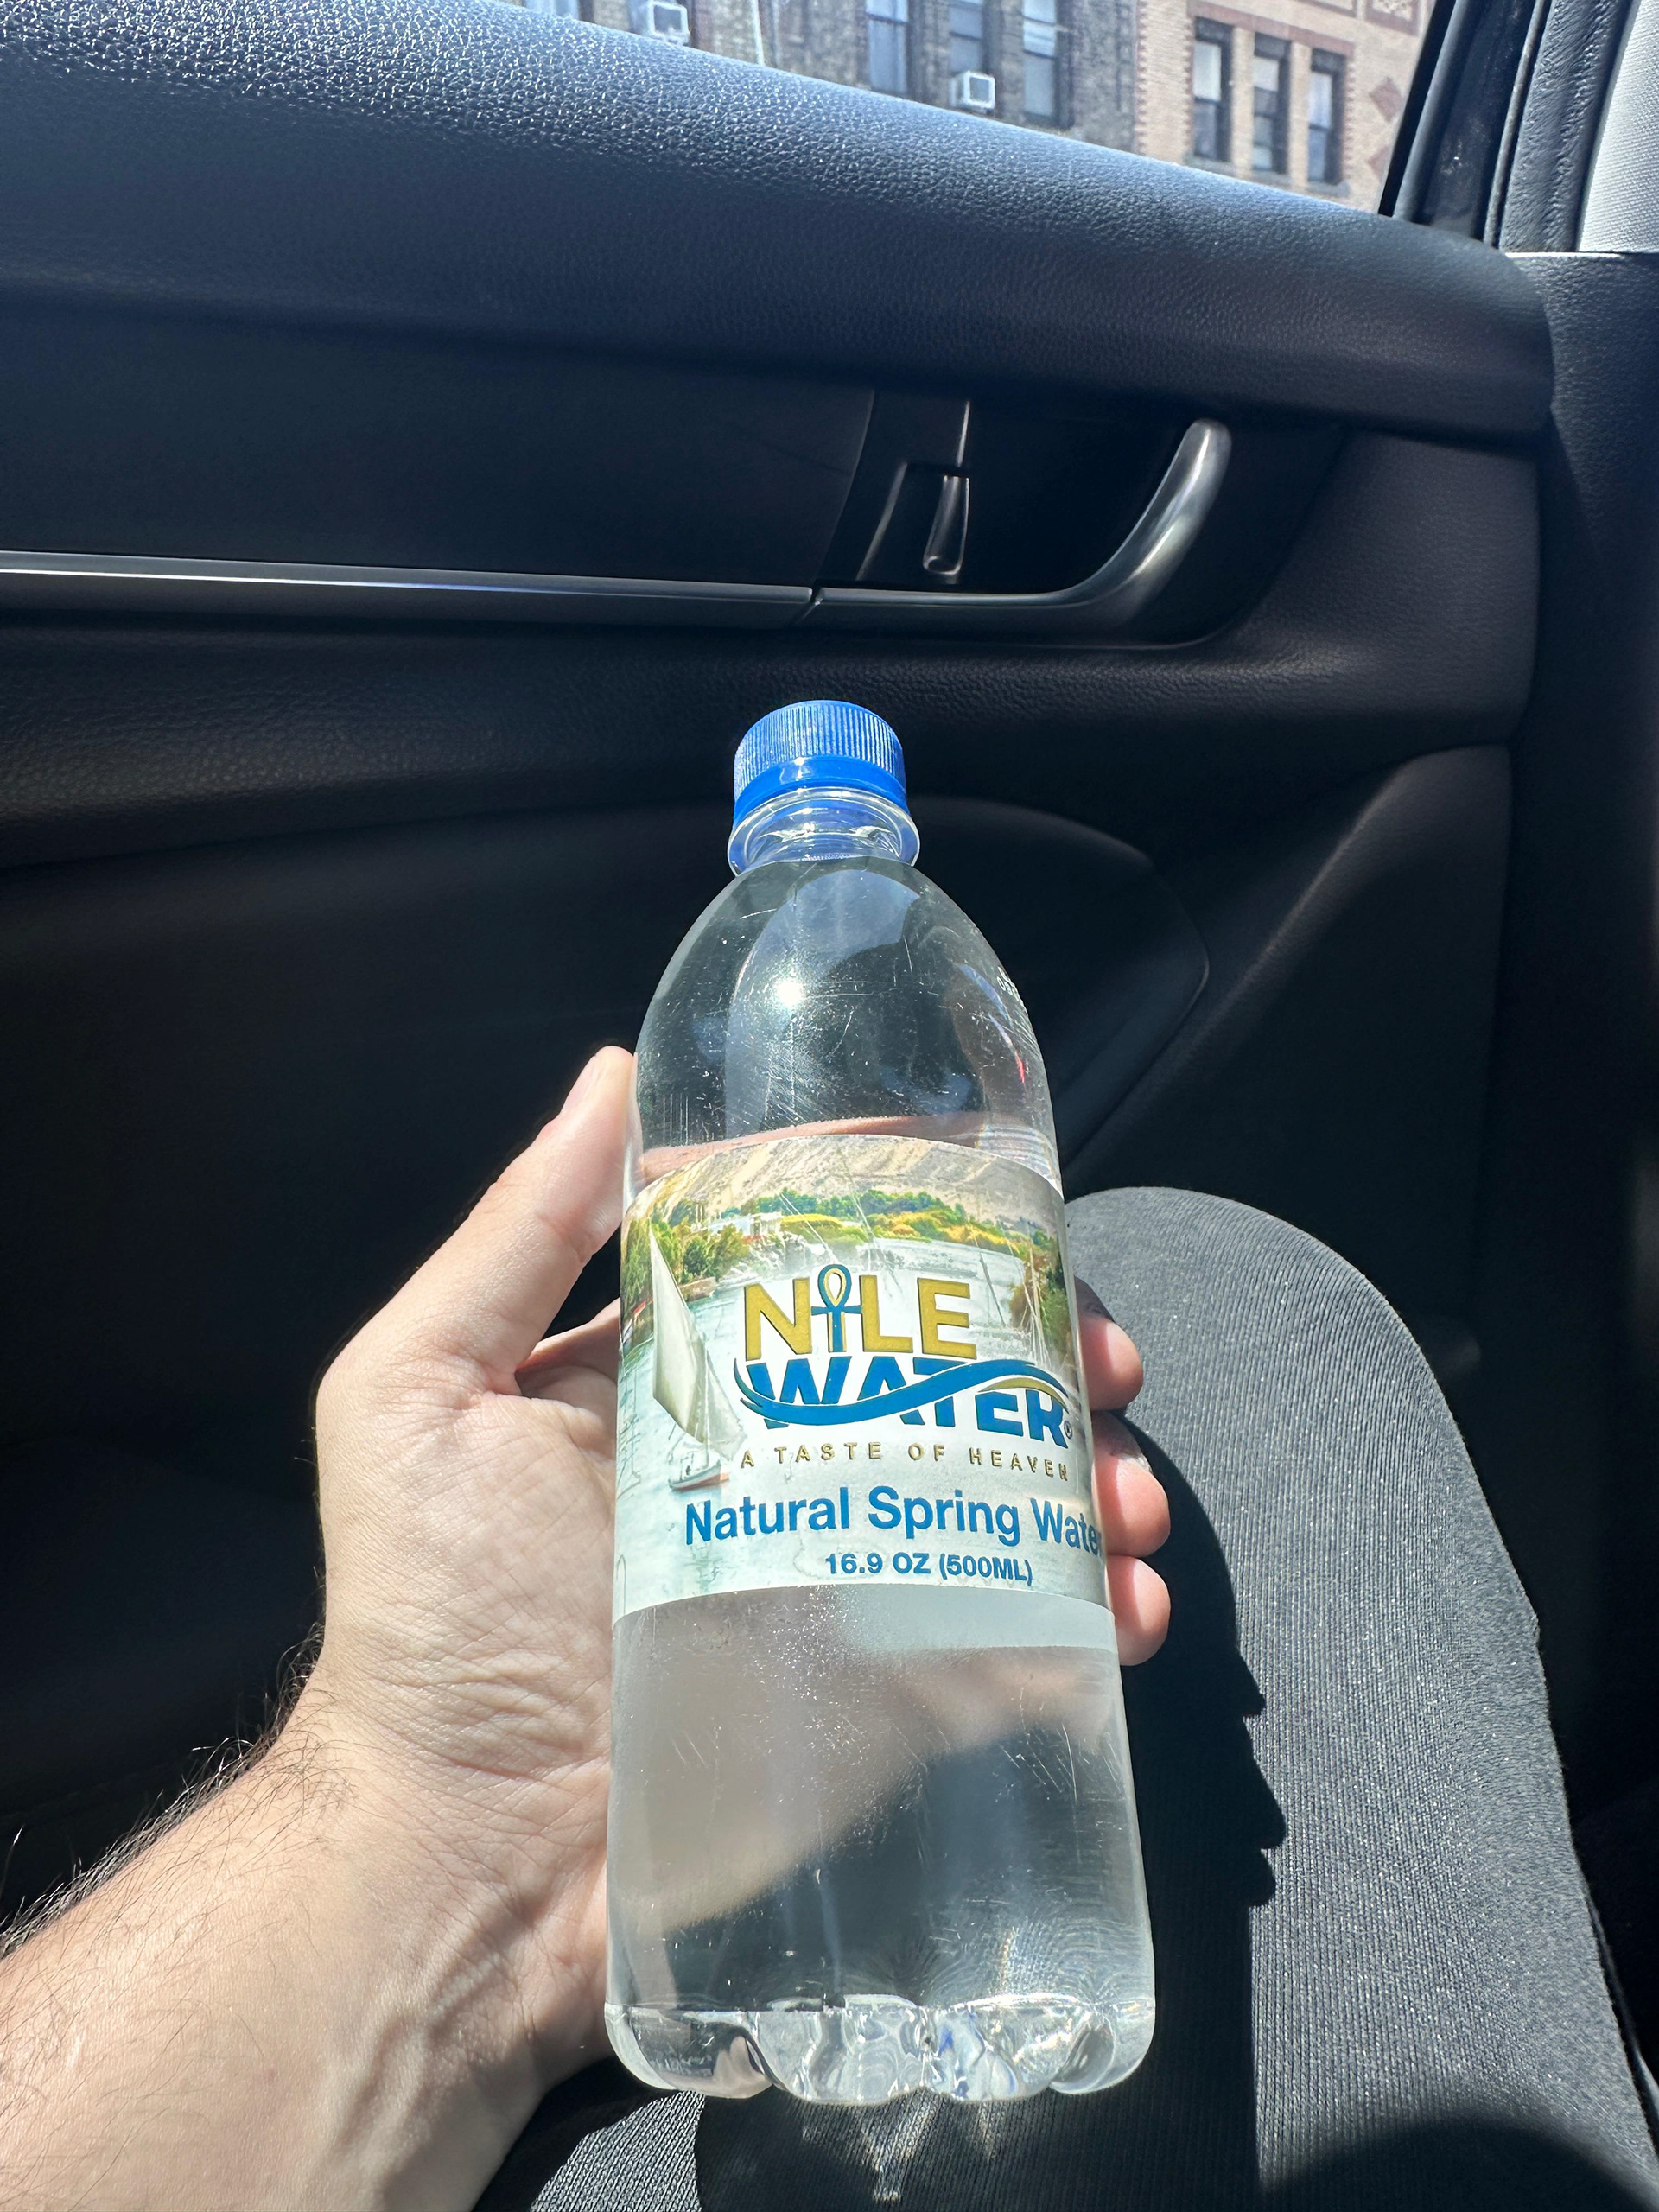 NILE
WATER®
A TASTE OF HEAVEN
Natural Spring Water
16.9 OZ (500ML)